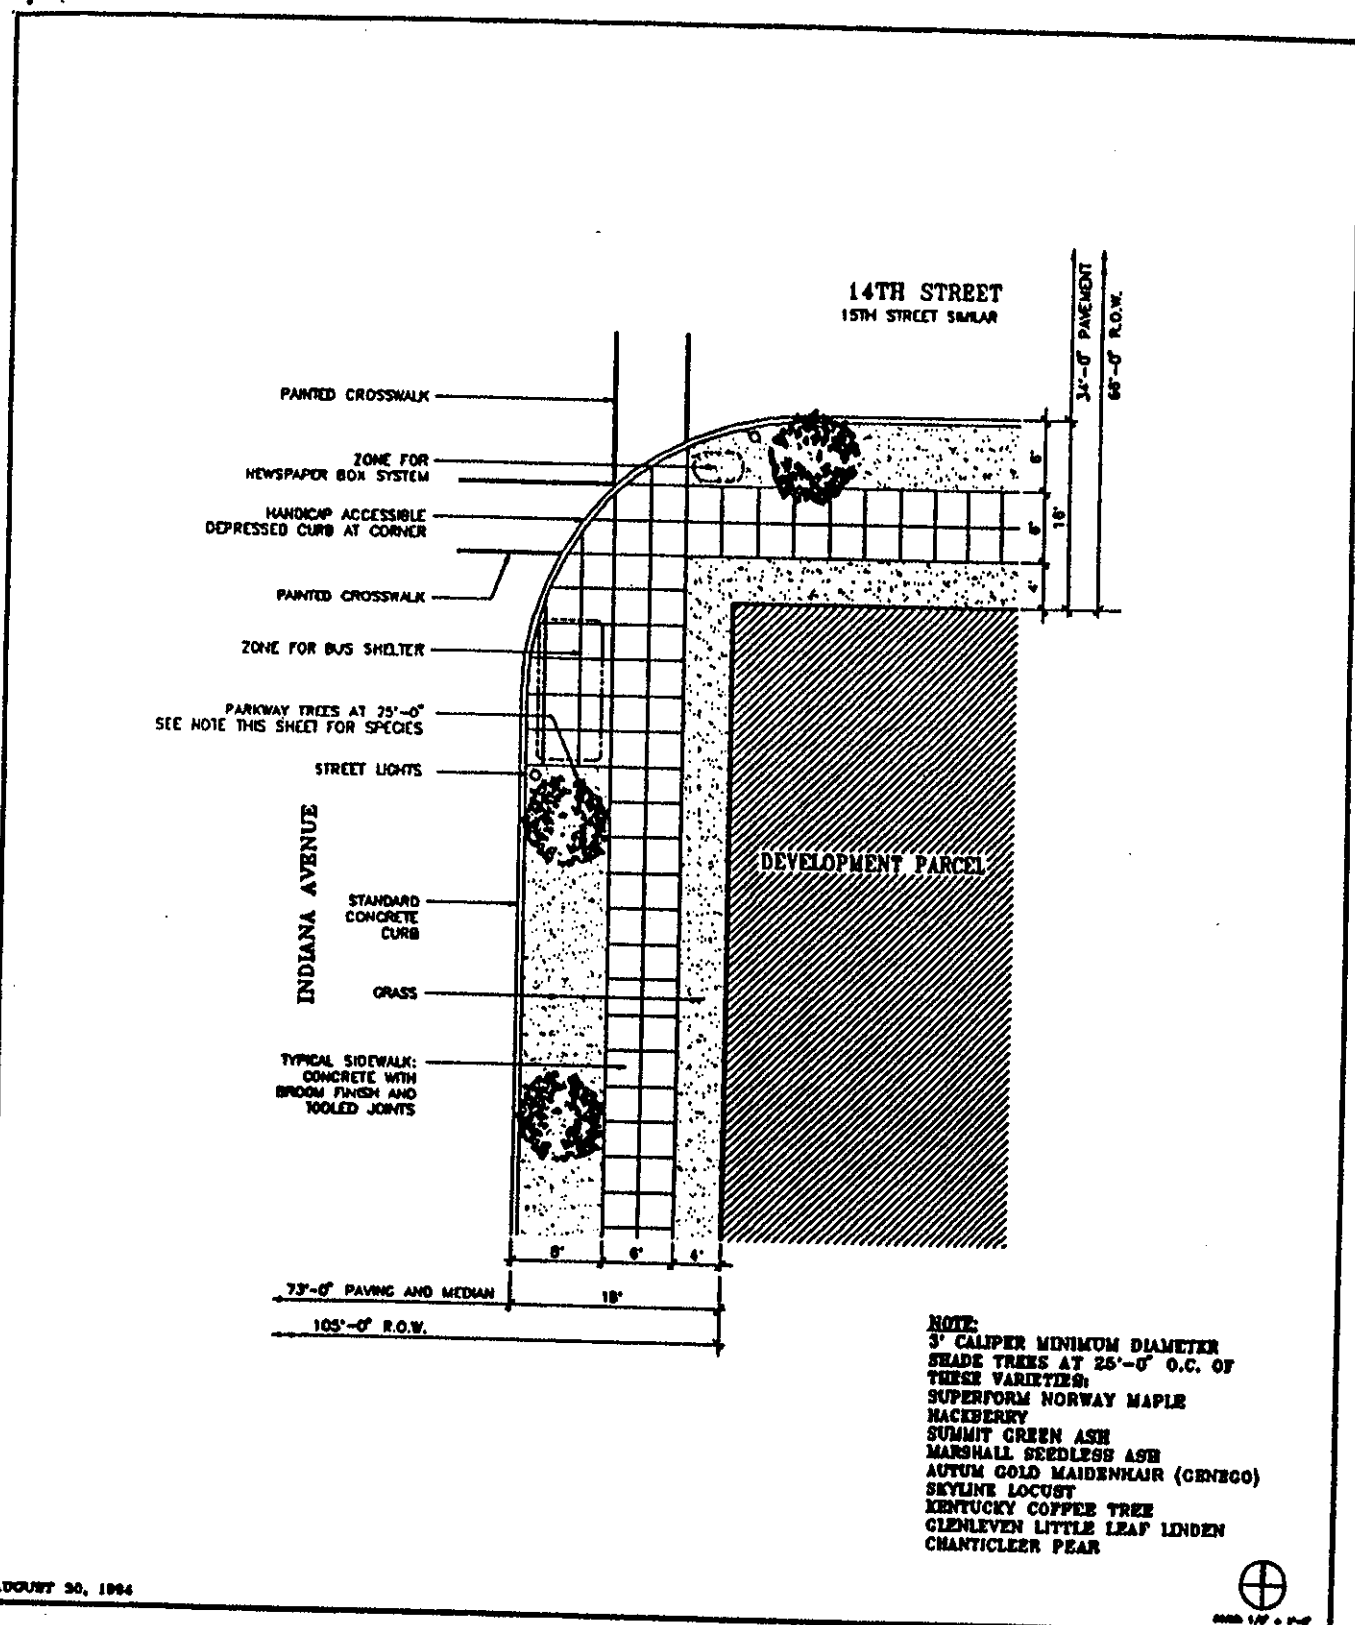 14TH STREET
15TH STREET SIMILAR
34'-0" PAVEMENT
66'-0" R.O.W.
PAINTED CROSSWALK
ZONE FOR
NEWSPAPER BOX SYSTEM
HANDICAP ACCESSIBLE
DEPRESSED CURB AT CORNER
PAINTED CROSSWALK
ZONE FOR BUS SHELTER
PARKWAY TREES AT 25'-0"
SEE NOTE THIS SHEET FOR SPECIES
STREET LIGHTS
INDIANA AVENUE
STANDARD
CONCRETE
CURB
GRASS
TYPICAL SIDEWALK:
CONCRETE WITH
BROOM FINISH AND
TOOLED JOINTS
DEVELOPMENT PARCEL
6'
6'
4'
16'
8'
6'
4'
18'
73'-0" PAVING AND MEDIAN
105'-0" R.O.W.
NOTE:
3" CALIPER MINIMUM DIAMETER
SHADE TREES AT 25'-0" O.C. OF
THESE VARIETIES:
SUPERFORM NORWAY MAPLE
HACKBERRY
SUMMIT GREEN ASH
MARSHALL SEEDLESS ASH
AUTUM GOLD MAIDENHAIR (GENEGO)
SKYLINE LOCUST
KENTUCKY COFFEE TREE
GLENLEVEN LITTLE LEAF LINDEN
CHANTICLEER PEAR
AUGUST 30, 1994